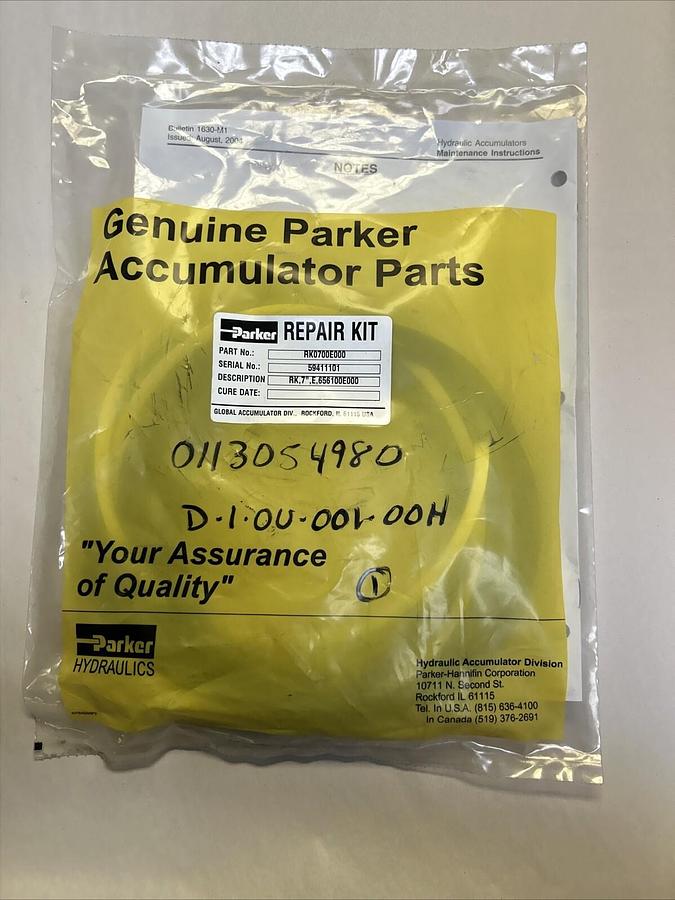 Bulletin 1630-M1
Issued: August, 2004
Hydraulic Accumulators
Maintenance Instructions
NOTES
Genuine Parker
Accumulator Parts
Parker REPAIR KIT
PART No.: RK0700E000
SERIAL No.: 59411101
DESCRIPTION RK,7",E,656100E000
CURE DATE:
GLOBAL ACCUMULATOR DIV., ROCKFORD, IL 61115 USA
0113054980
D-1-0U-001-00H
"Your Assurance
of Quality"
1
Parker
HYDRAULICS
Hydraulic Accumulator Division
Parker-Hannifin Corporation
10711 N. Second St.
Rockford IL 61115
Tel. In U.S.A. (815) 636-4100
In Canada (519) 376-2691